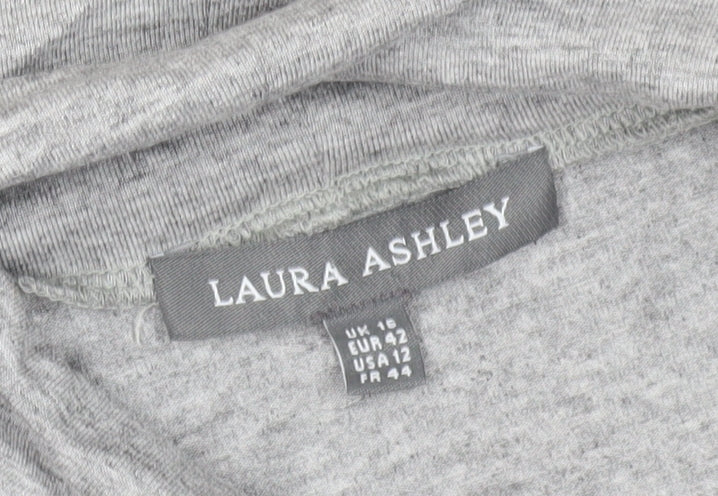 LAURA ASHLEY
UK 16
EUR 42
USA 12
FR 44